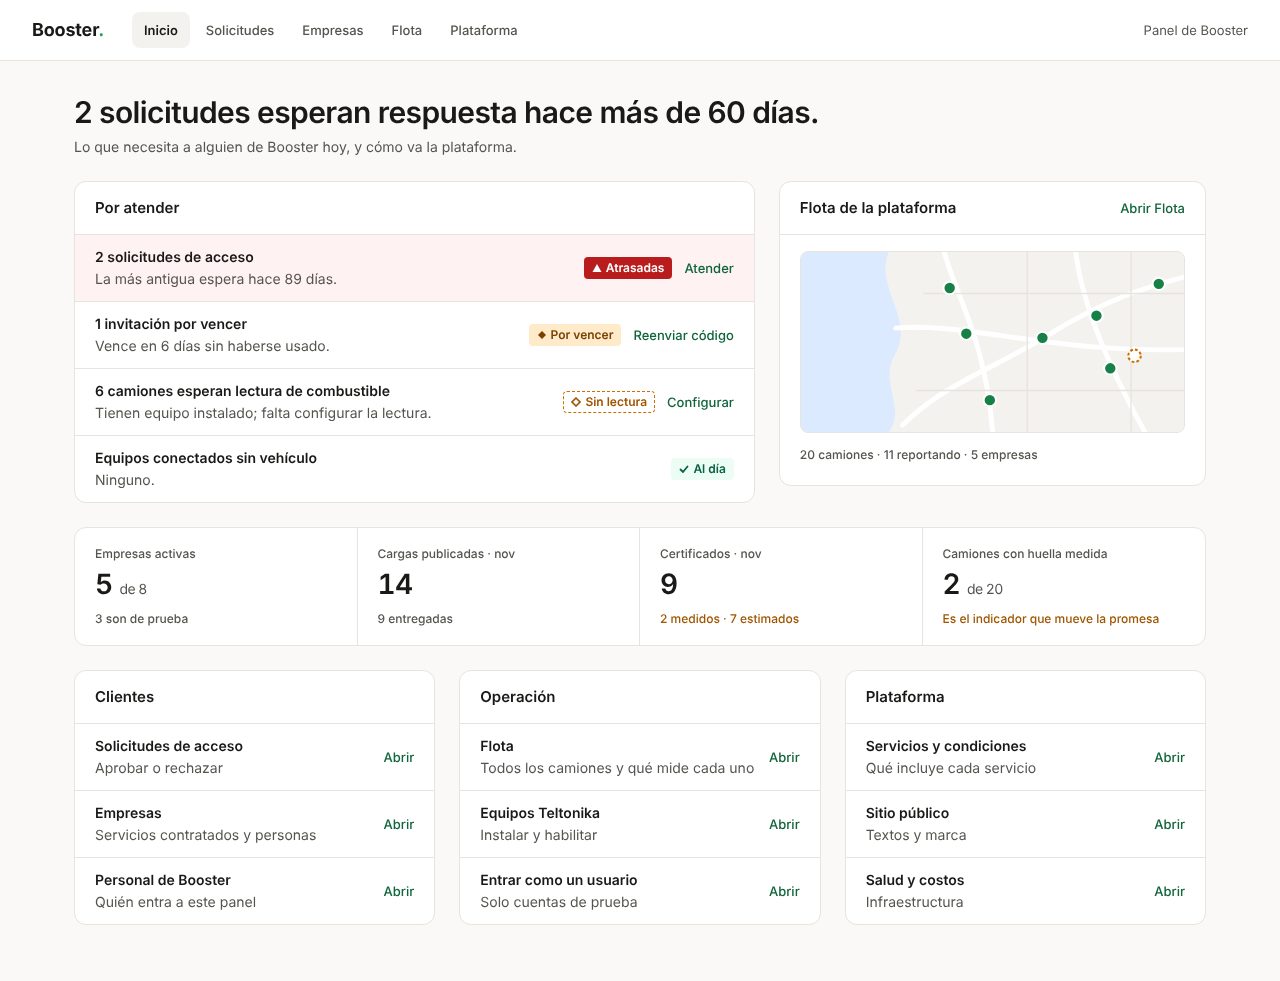 Booster.
Inicio
Solicitudes
Empresas
Flota
Plataforma
Panel de Booster
2 solicitudes esperan respuesta hace más de 60 días.
Lo que necesita a alguien de Booster hoy, y cómo va la plataforma.
Por atender
2 solicitudes de acceso
La más antigua espera hace 89 días.
Atrasadas
Atender
1 invitación por vencer
Vence en 6 días sin haberse usado.
Por vencer
Reenviar código
6 camiones esperan lectura de combustible
Tienen equipo instalado; falta configurar la lectura.
Sin lectura
Configurar
Equipos conectados sin vehículo
Ninguno.
Al día
Flota de la plataforma
Abrir Flota
20 camiones · 11 reportando · 5 empresas
Empresas activas
5 de 8
3 son de prueba
Cargas publicadas · nov
14
9 entregadas
Certificados · nov
9
2 medidos · 7 estimados
Camiones con huella medida
2 de 20
Es el indicador que mueve la promesa
Clientes
Solicitudes de acceso
Aprobar o rechazar
Abrir
Empresas
Servicios contratados y personas
Abrir
Personal de Booster
Quién entra a este panel
Abrir
Operación
Flota
Todos los camiones y qué mide cada uno
Abrir
Equipos Teltonika
Instalar y habilitar
Abrir
Entrar como un usuario
Solo cuentas de prueba
Abrir
Plataforma
Servicios y condiciones
Qué incluye cada servicio
Abrir
Sitio público
Textos y marca
Abrir
Salud y costos
Infraestructura
Abrir